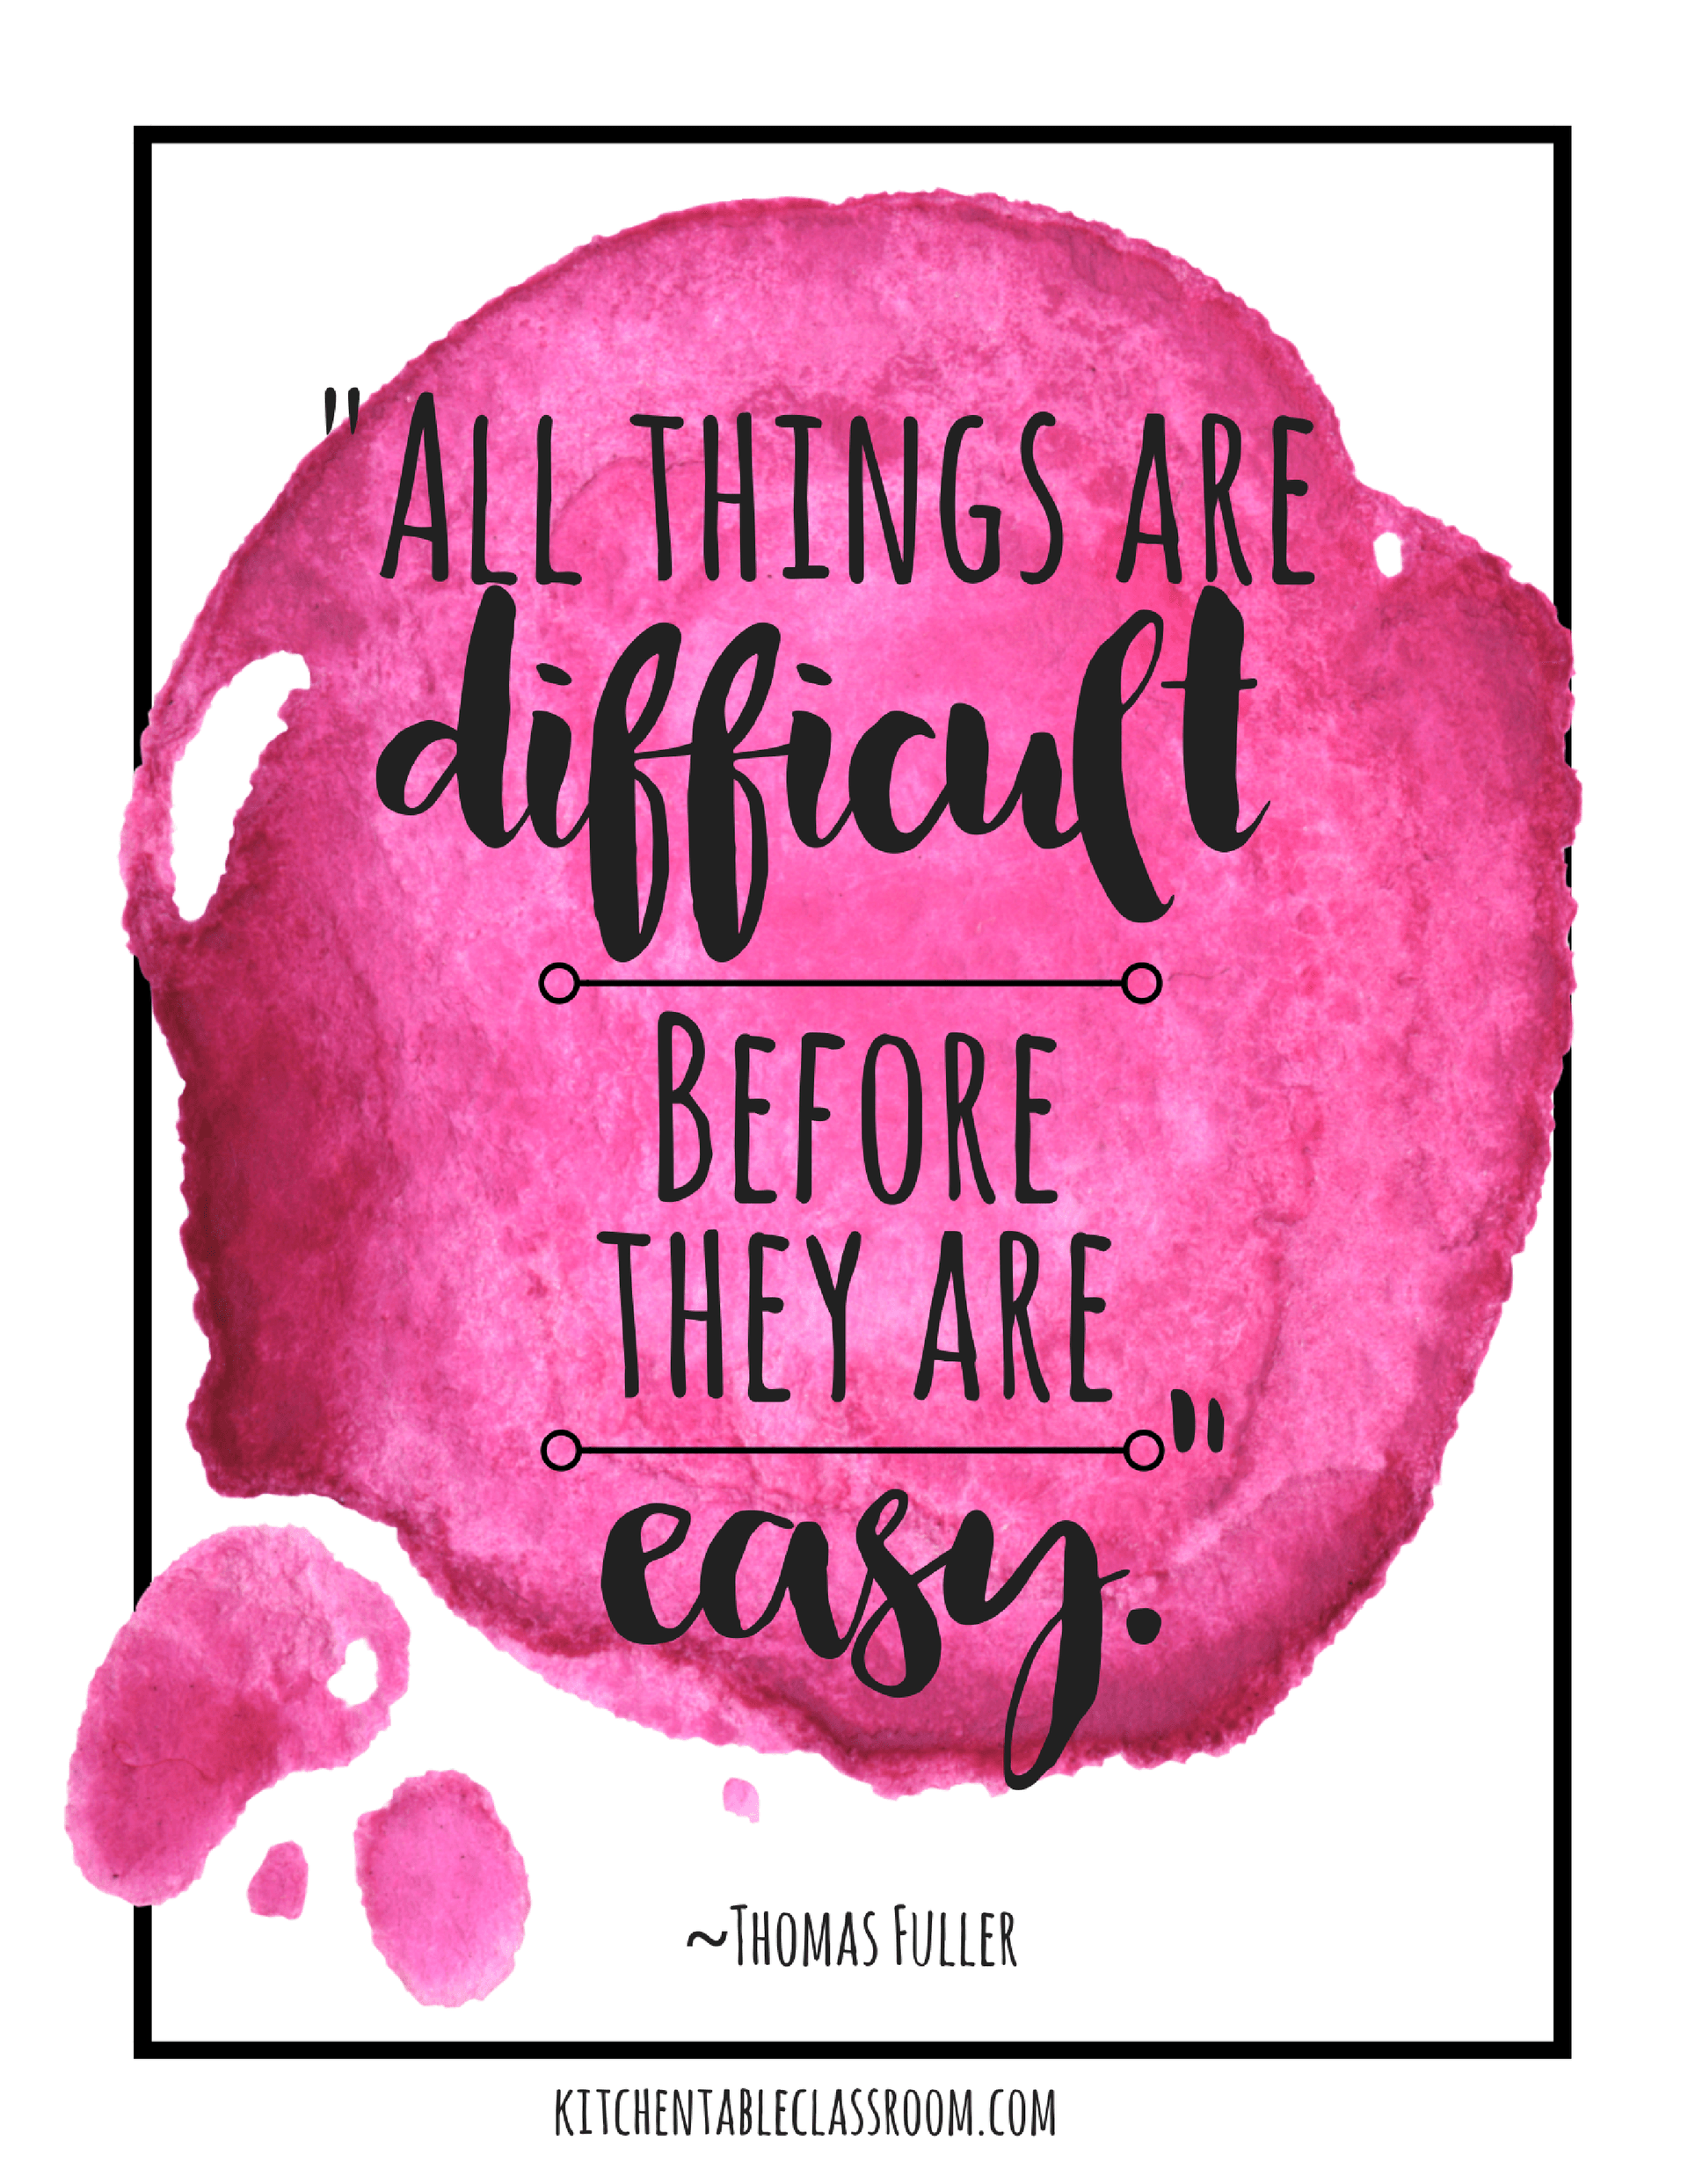 "All things are
difficult
Before
they are
easy."
~Thomas Fuller
kitchentableclassroom.com